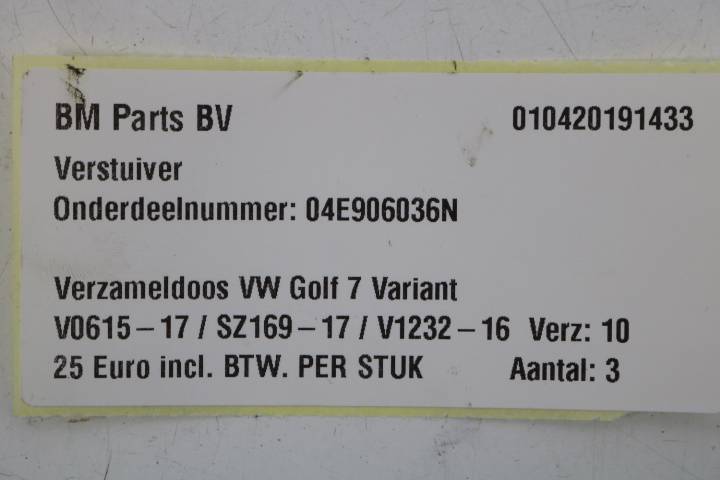 BM Parts BV 010420191433
Verstuiver
Onderdeelnummer: 04E906036N
Verzameldoos VW Golf 7 Variant
V0615-17 / SZ169-17 / V1232-16 Verz: 10
25 Euro incl. BTW. PER STUK Aantal: 3